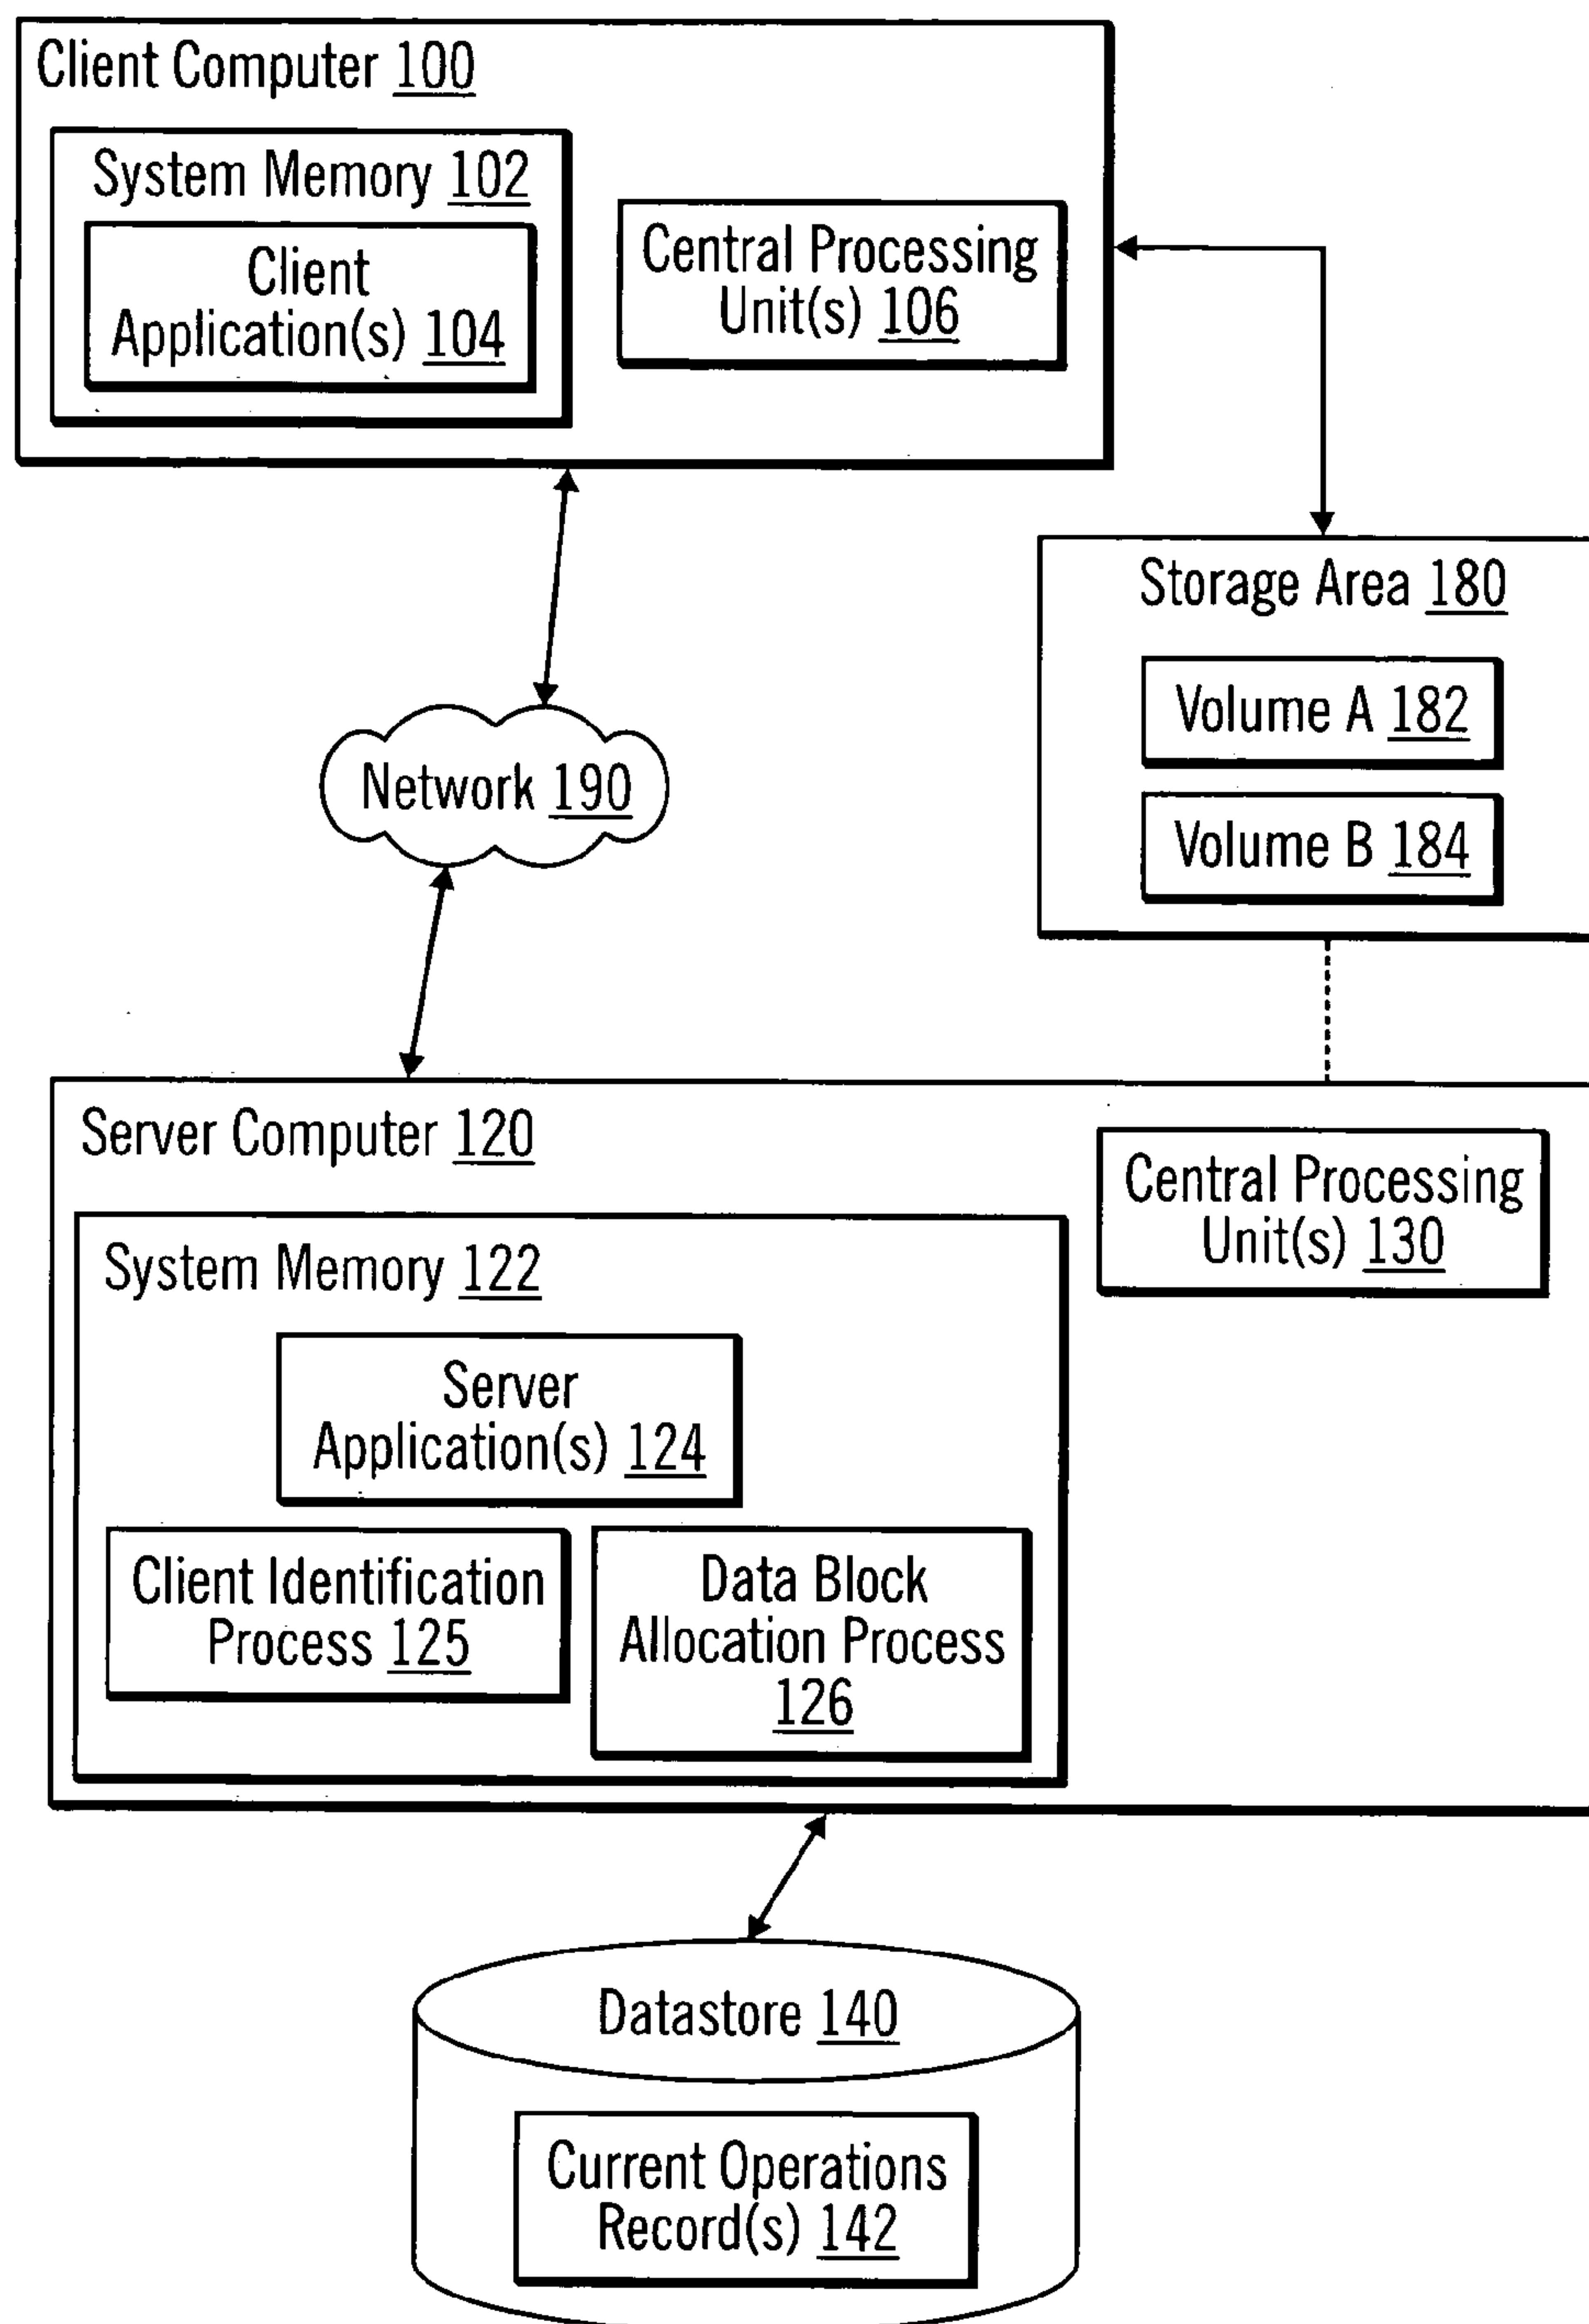 Client Computer 100
System Memory 102
Client
Application(s) 104
Central Processing
Unit(s) 106
Storage Area 180
Volume A 182
Volume B 184
Network 190
Server Computer 120
Central Processing
Unit(s) 130
System Memory 122
Server
Application(s) 124
Client Identification
Process 125
Data Block
Allocation Process
126
Datastore 140
Current Operations
Record(s) 142